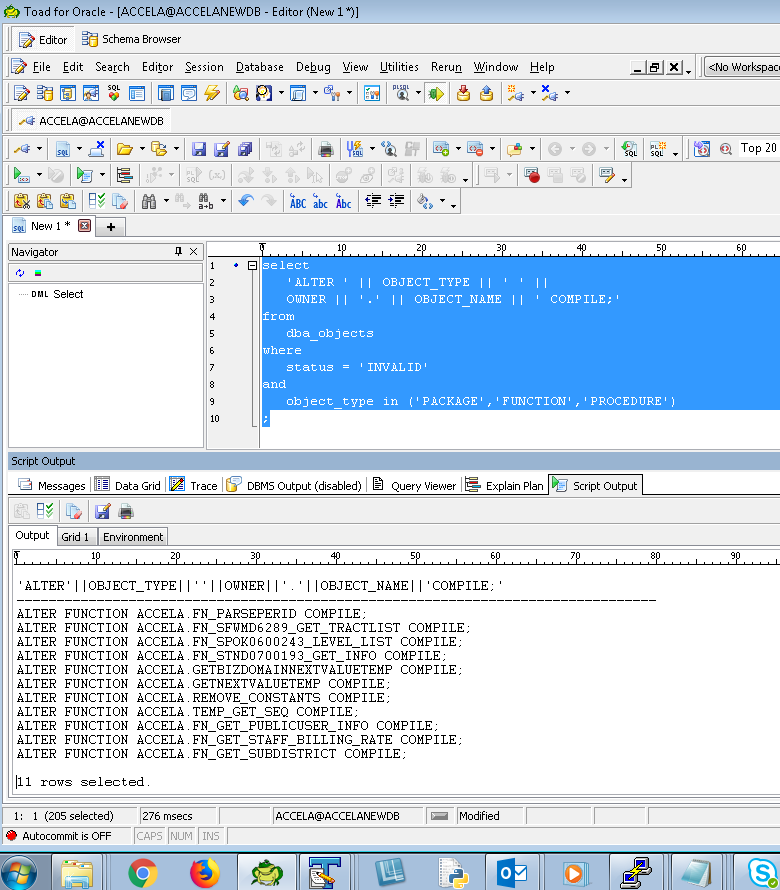 Toad for Oracle - [ACCELA@ACCELANEWDB - Editor (New 1 *)]
Editor Schema Browser
File Edit Search Editor Session Database Debug View Utilities Rerun Window Help <No Workspac
ACCELA@ACCELANEWDB
SQL PL/SQL Top 20
ABC abc Abc
New 1 *
Navigator
DML Select
0 10 20 30 40 50 60
1 select
2 'ALTER ' || OBJECT_TYPE || ' ' ||
3 OWNER || '.' || OBJECT_NAME || ' COMPILE;'
4 from
5 dba_objects
6 where
7 status = 'INVALID'
8 and
9 object_type in ('PACKAGE','FUNCTION','PROCEDURE')
10 ;
Script Output
Messages Data Grid Trace DBMS Output (disabled) Query Viewer Explain Plan Script Output
Output Grid 1 Environment
0 10 20 30 40 50 60 70 80 90
'ALTER'||OBJECT_TYPE||''||OWNER||'.'||OBJECT_NAME||'COMPILE;'
--------------------------------------------------------------------------------
ALTER FUNCTION ACCELA.FN_PARSEPERID COMPILE;
ALTER FUNCTION ACCELA.FN_SFWMD6289_GET_TRACTLIST COMPILE;
ALTER FUNCTION ACCELA.FN_SPOK0600243_LEVEL_LIST COMPILE;
ALTER FUNCTION ACCELA.FN_STND0700193_GET_INFO COMPILE;
ALTER FUNCTION ACCELA.GETBIZDOMAINNEXTVALUETEMP COMPILE;
ALTER FUNCTION ACCELA.GETNEXTVALUETEMP COMPILE;
ALTER FUNCTION ACCELA.REMOVE_CONSTANTS COMPILE;
ALTER FUNCTION ACCELA.TEMP_GET_SEQ COMPILE;
ALTER FUNCTION ACCELA.FN_GET_PUBLICUSER_INFO COMPILE;
ALTER FUNCTION ACCELA.FN_GET_STAFF_BILLING_RATE COMPILE;
ALTER FUNCTION ACCELA.FN_GET_SUBDISTRICT COMPILE;
11 rows selected.
1: 1 (205 selected) 276 msecs ACCELA@ACCELANEWDB Modified
Autocommit is OFF CAPS NUM INS